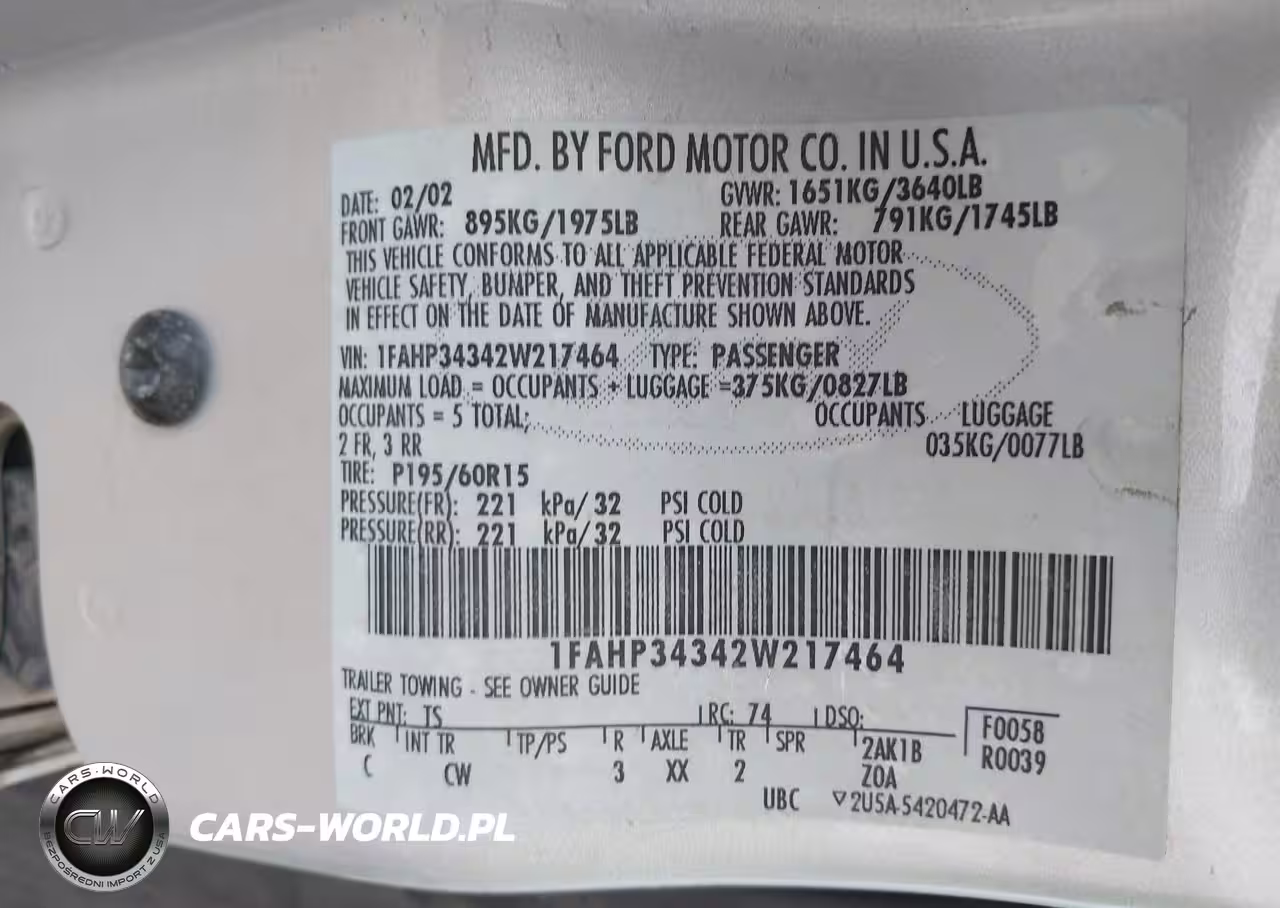 MFD. BY FORD MOTOR CO. IN U.S.A.
DATE: 02/02 GVWR: 1651KG/3640LB
FRONT GAWR: 895KG/1975LB REAR GAWR: 791KG/1745LB
THIS VEHICLE CONFORMS TO ALL APPLICABLE FEDERAL MOTOR
VEHICLE SAFETY, BUMPER, AND THEFT PREVENTION STANDARDS
IN EFFECT ON THE DATE OF MANUFACTURE SHOWN ABOVE.
VIN: 1FAHP34342W217464 TYPE: PASSENGER
MAXIMUM LOAD = OCCUPANTS + LUGGAGE =375KG/0827LB
OCCUPANTS = 5 TOTAL; OCCUPANTS LUGGAGE
2 FR, 3 RR 035KG/0077LB
TIRE: P195/60R15
PRESSURE(FR): 221 kPa/ 32 PSI COLD
PRESSURE(RR): 221 kPa/ 32 PSI COLD
1FAHP34342W217464
TRAILER TOWING - SEE OWNER GUIDE
EXT PNT: TS RC: 74 DSO: F0058
BRK INT TR TP/PS R AXLE TR SPR 2AK1B R0039
C CW 3 XX 2 Z0A
UBC ▽2U5A-5420472-AA
CARS-WORLD
CW
BEZPOŚREDNI IMPORT Z USA
CARS-WORLD.PL